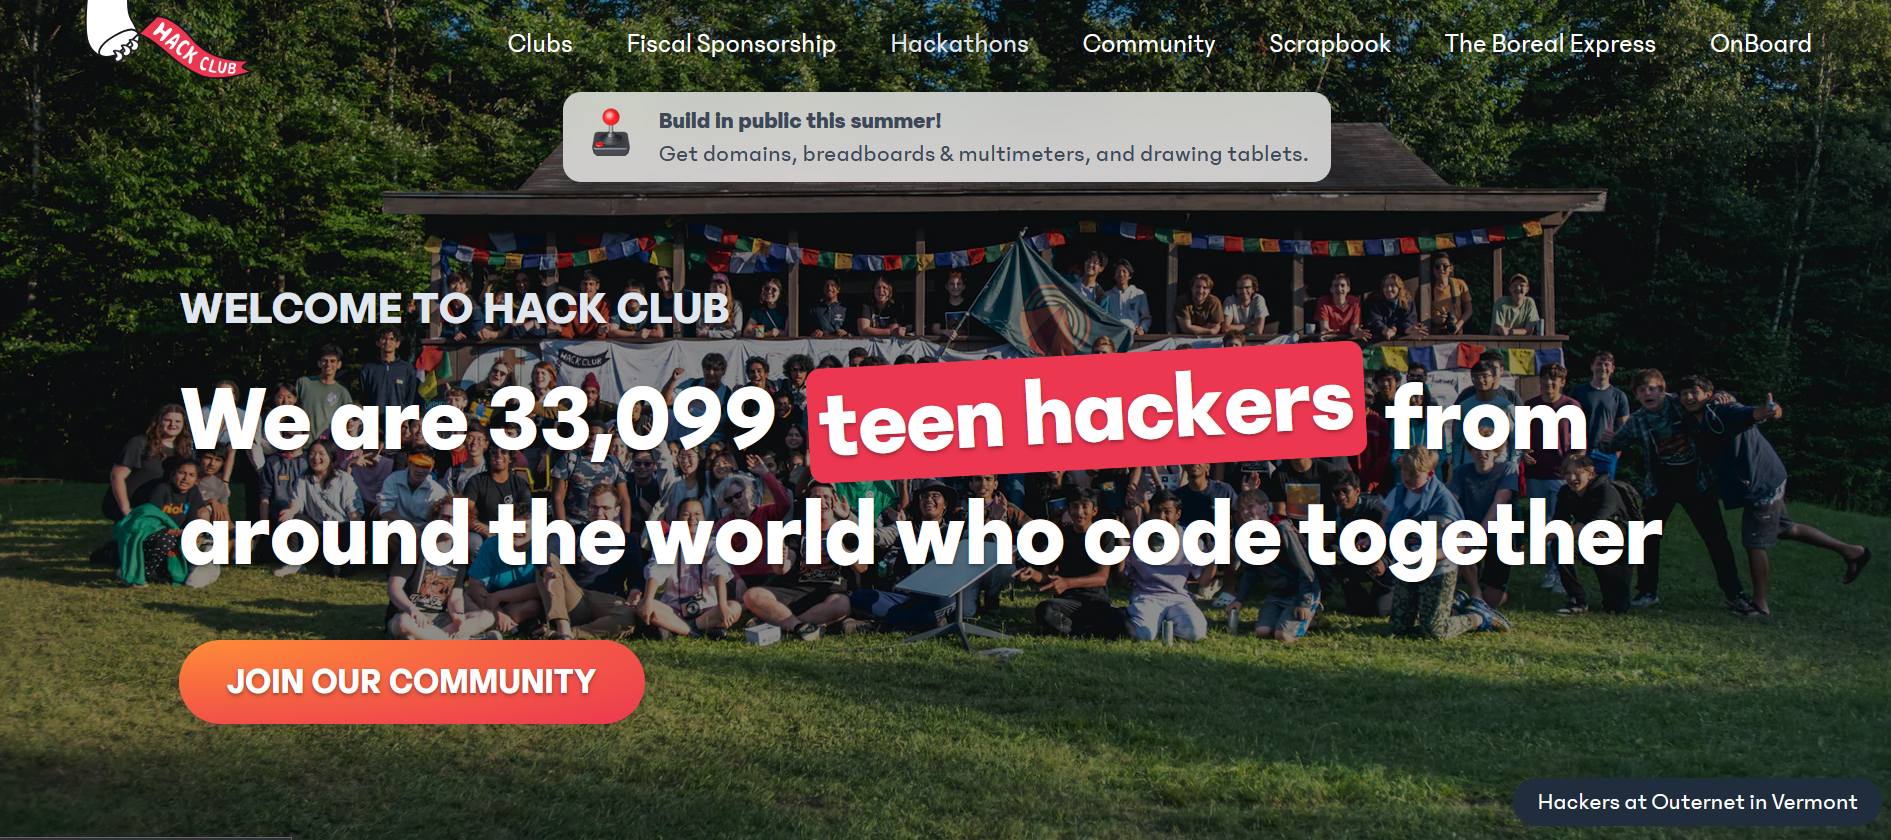 HACK CLUB
Clubs Fiscal Sponsorship Hackathons Community Scrapbook The Boreal Express OnBoard
Build in public this summer!
Get domains, breadboards & multimeters, and drawing tablets.
WELCOME TO HACK CLUB
HACK CLUB
We are 33,099 teen hackers from
around the world who code together
JOIN OUR COMMUNITY
Hackers at Outernet in Vermont